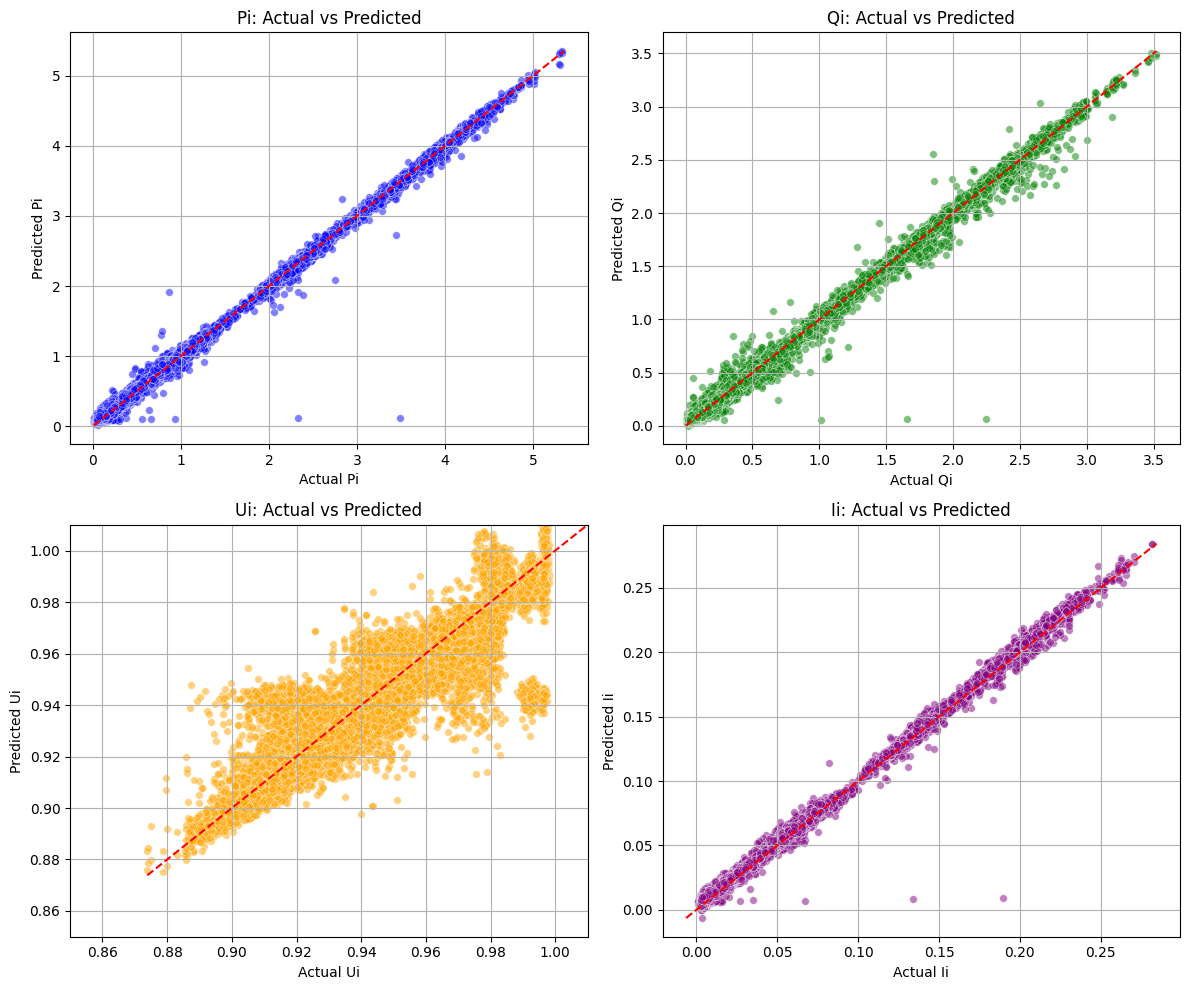 Pi: Actual vs Predicted
Predicted Pi
5
4
3
2
1
0
0 1 2 3 4 5
Actual Pi
Qi: Actual vs Predicted
Predicted Qi
3.5
3.0
2.5
2.0
1.5
1.0
0.5
0.0
0.0 0.5 1.0 1.5 2.0 2.5 3.0 3.5
Actual Qi
Ui: Actual vs Predicted
Predicted Ui
1.00
0.98
0.96
0.94
0.92
0.90
0.88
0.86
0.86 0.88 0.90 0.92 0.94 0.96 0.98 1.00
Actual Ui
Ii: Actual vs Predicted
Predicted Ii
0.25
0.20
0.15
0.10
0.05
0.00
0.00 0.05 0.10 0.15 0.20 0.25
Actual Ii